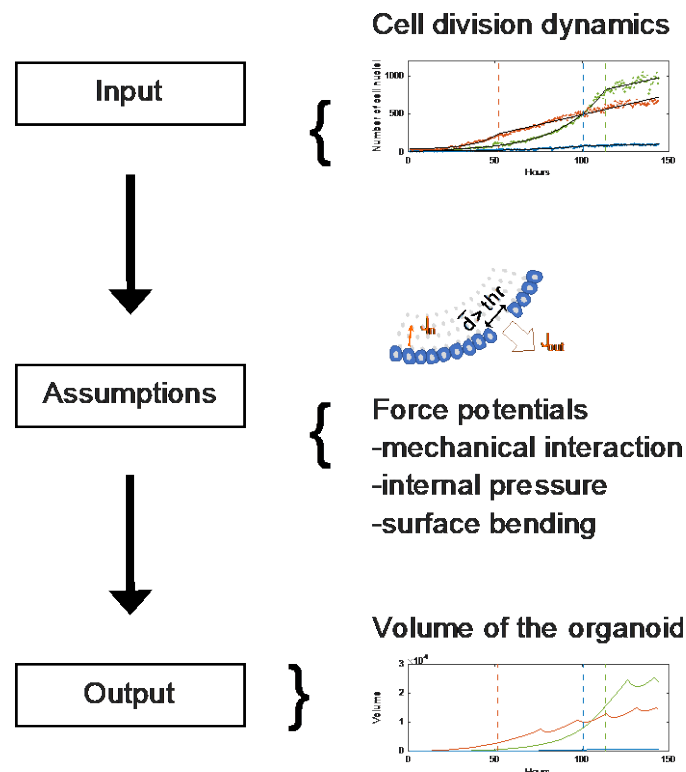 Cell division dynamics
Input
Number of cell nuclei
1000
500
0
0 50 100 150
Hours
d> thr
Assumptions
Force potentials
-mechanical interaction
-internal pressure
-surface bending
Volume of the organoid
Output
Volume
3
2
1
0
0 50 100 150
Hours